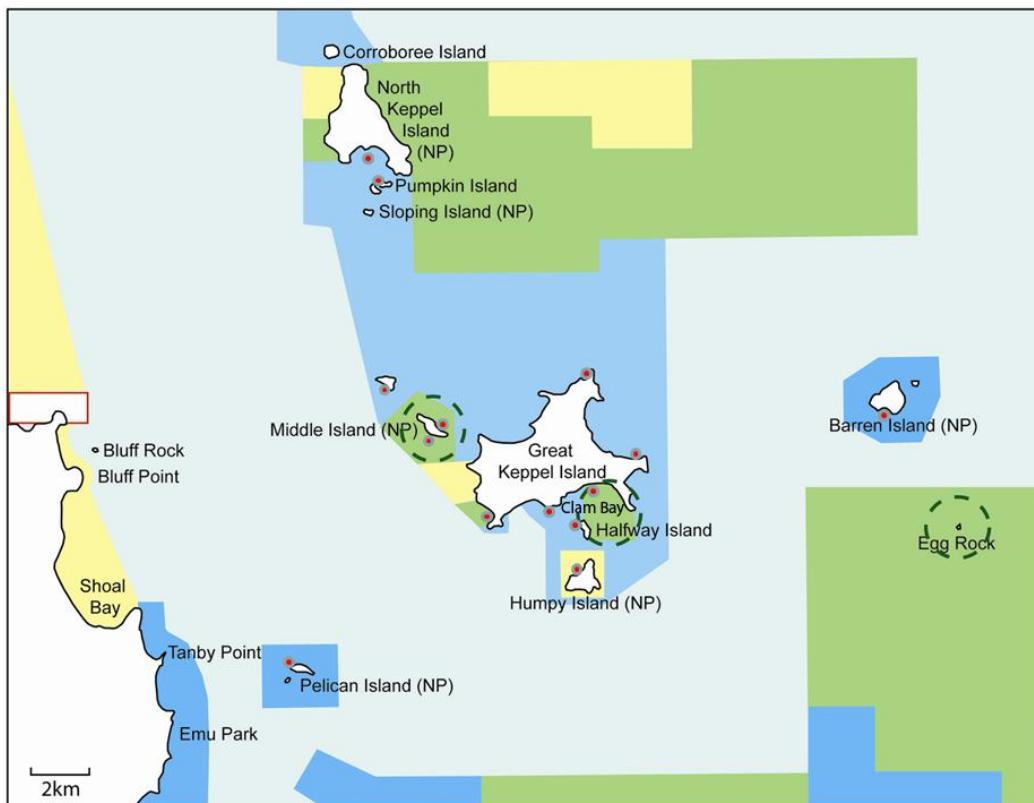 Corroboree Island
North
Keppel
Island
(NP)
Pumpkin Island
Sloping Island (NP)
Middle Island (NP)
Great
Keppel Island
Barren Island (NP)
Bluff Rock
Bluff Point
Clam Bay
Halfway Island
Egg Rock
Humpy Island (NP)
Shoal
Bay
Tanby Point
Pelican Island (NP)
Emu Park
2km